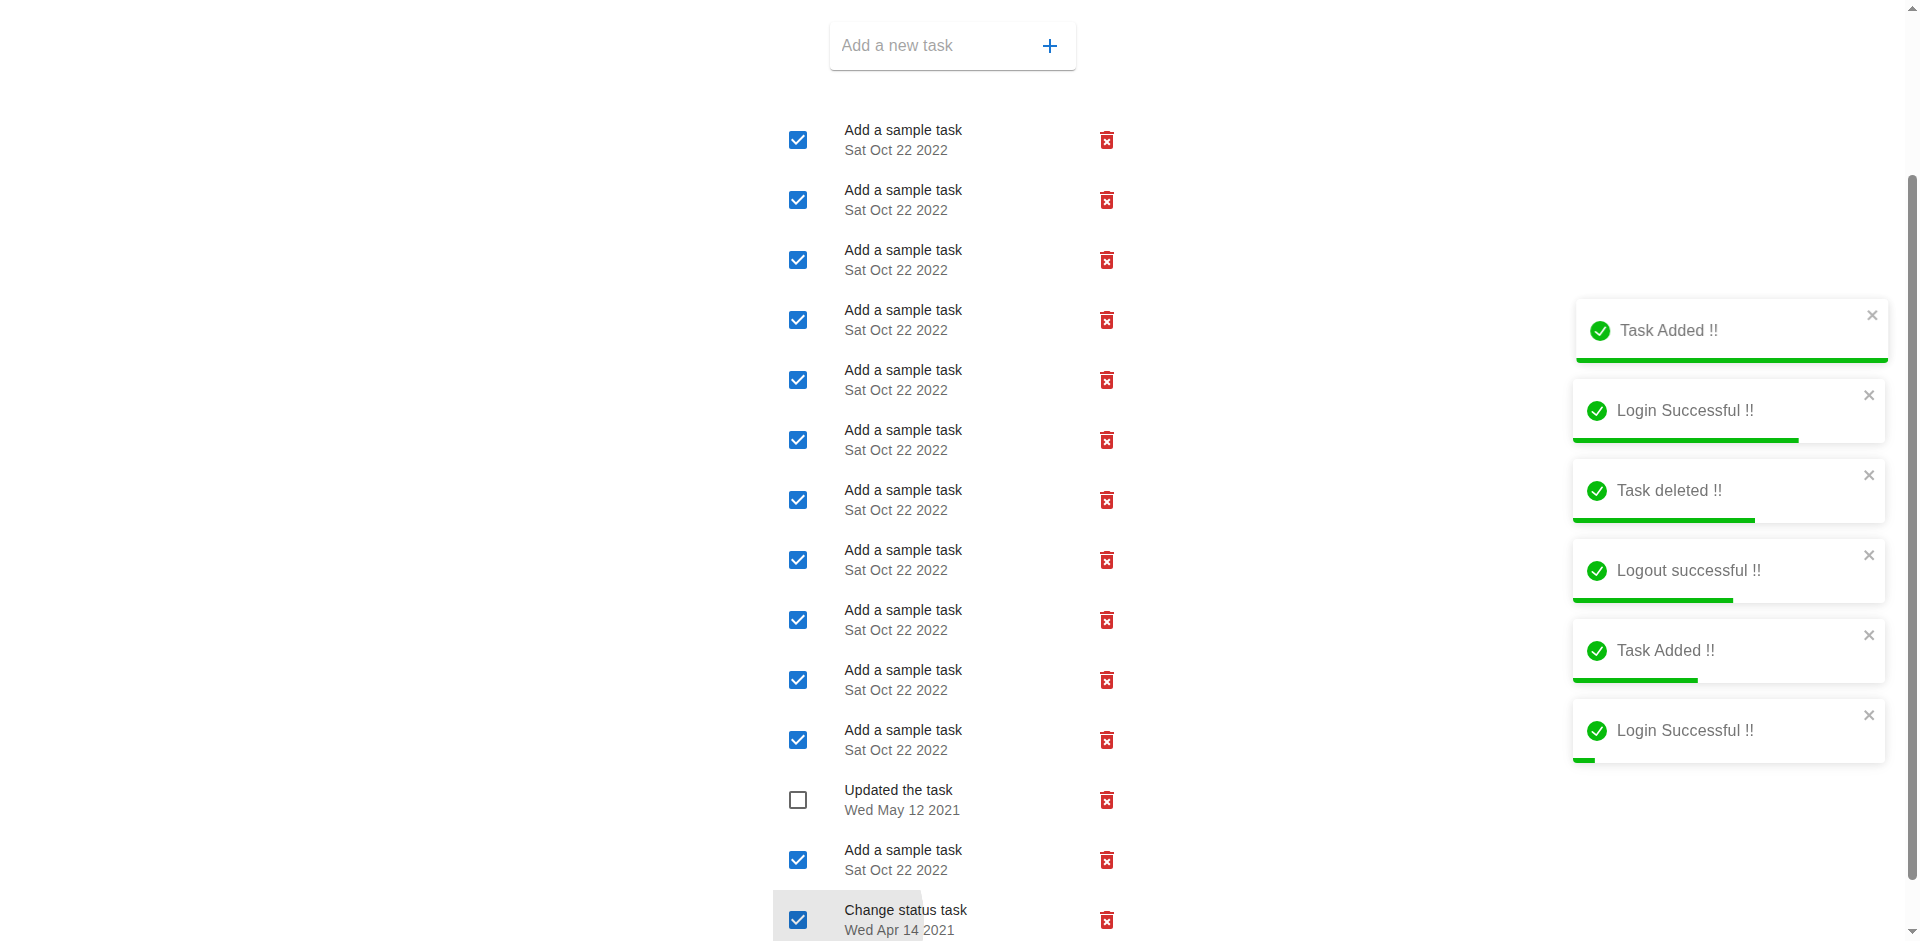 Add a new task
Add a sample task
Sat Oct 22 2022
Add a sample task
Sat Oct 22 2022
Add a sample task
Sat Oct 22 2022
Add a sample task
Sat Oct 22 2022
Add a sample task
Sat Oct 22 2022
Add a sample task
Sat Oct 22 2022
Add a sample task
Sat Oct 22 2022
Add a sample task
Sat Oct 22 2022
Add a sample task
Sat Oct 22 2022
Add a sample task
Sat Oct 22 2022
Add a sample task
Sat Oct 22 2022
Updated the task
Wed May 12 2021
Add a sample task
Sat Oct 22 2022
Change status task
Wed Apr 14 2021
Task Added !!
Login Successful !!
Task deleted !!
Logout successful !!
Task Added !!
Login Successful !!